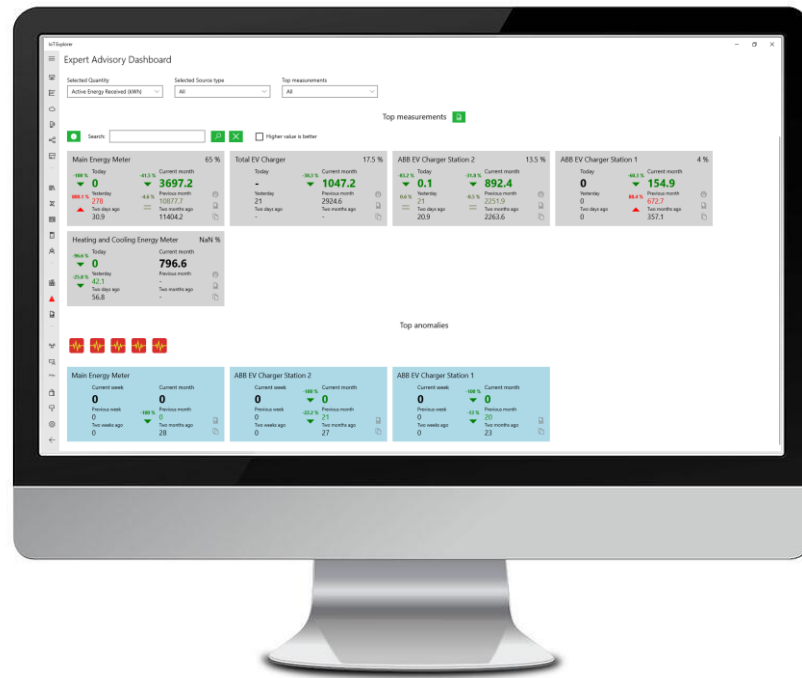 IoT Explorer
Expert Advisory Dashboard
Selected Quantity Selected Source type Top measurements
Active Energy Received (kWh) All All
Top measurements
Search: Higher value is better
Main Energy Meter 65 %
Today Current month
-100 % 0 -41.5 % 3697.2
Yesterday Previous month
278 -4.6 % 10877.7
Two days ago Two months ago
30.9 11404.2
Total EV Charger 17.5 %
Today Current month
- 1047.2
Yesterday Previous month
21 2924.6
Two days ago Two months ago
- -
ABB EV Charger Station 2 13.5 %
Today Current month
0.1 892.4
Yesterday Previous month
21 2251.9
Two days ago Two months ago
20.9 2263.6
ABB EV Charger Station 1 4 %
Today Current month
0 154.9
Yesterday Previous month
0 88.4 % 672.7
Two days ago Two months ago
0 357.1
Heating and Cooling Energy Meter NaN %
Today Current month
0 796.6
Yesterday Previous month
42.1 -
Two days ago Two months ago
56.8 -
Top anomalies
Main Energy Meter
Current week Current month
0 0
Previous week Previous month
0 -100 % 0
Two weeks ago Two months ago
0 28
ABB EV Charger Station 2
Current week Current month
0 -100 % 0
Previous week Previous month
0 21
Two weeks ago Two months ago
0 27
ABB EV Charger Station 1
Current week Current month
0 -100 % 0
Previous week Previous month
0 20
Two weeks ago Two months ago
0 23